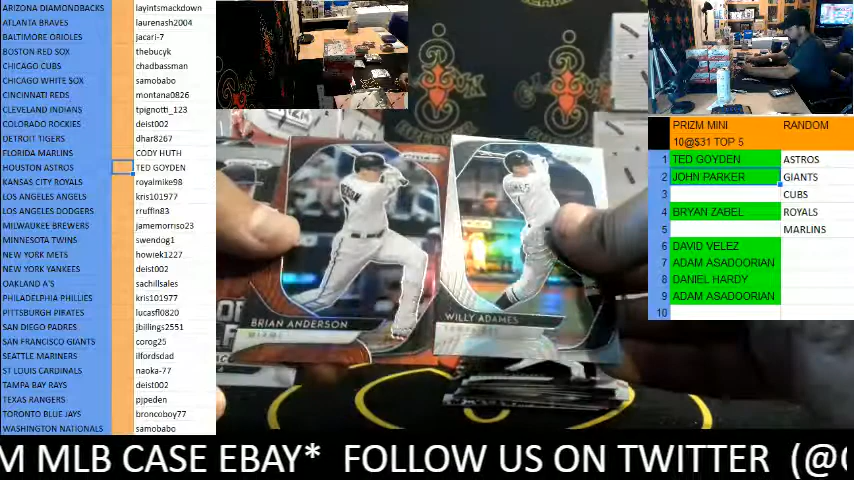 ARIZONA DIAMONDBACKS layintsmackdown
ATLANTA BRAVES laurenash2004
BALTIMORE ORIOLES jacari-7
BOSTON RED SOX thebucyk
CHICAGO CUBS chadbassman
CHICAGO WHITE SOX samobabo
CINCINNATI REDS montana0826
CLEVELAND INDIANS tpignotti_123
COLORADO ROCKIES deist002
DETROIT TIGERS dhar8267
FLORIDA MARLINS CODY HUTH
HOUSTON ASTROS TED GOYDEN
KANSAS CITY ROYALS royalmike98
LOS ANGELES ANGELS kris101977
LOS ANGELES DODGERS rruffin83
MILWAUKEE BREWERS jamemorriso23
MINNESOTA TWINS swendog1
NEW YORK METS howiek1227
NEW YORK YANKEES deist002
OAKLAND A'S sachillsales
PHILADELPHIA PHILLIES kris101977
PITTSBURGH PIRATES lucasfl0820
SAN DIEGO PADRES jbillings2551
SAN FRANCISCO GIANTS corog25
SEATTLE MARINERS ilfordsdad
ST LOUIS CARDINALS naoka-77
TAMPA BAY RAYS deist002
TEXAS RANGERS pjpeden
TORONTO BLUE JAYS broncoboy77
WASHINGTON NATIONALS samobabo
PRIZM MINI RANDOM
10@$31 TOP 5
1 TED GOYDEN ASTROS
2 JOHN PARKER GIANTS
3 CUBS
4 BRYAN ZABEL ROYALS
5 MARLINS
6 DAVID VELEZ
7 ADAM ASADOORIAN
8 DANIEL HARDY
9 ADAM ASADOORIAN
10
BRIAN ANDERSON
MIAMI
WILLY ADAMES
M MLB CASE EBAY* FOLLOW US ON TWITTER (@